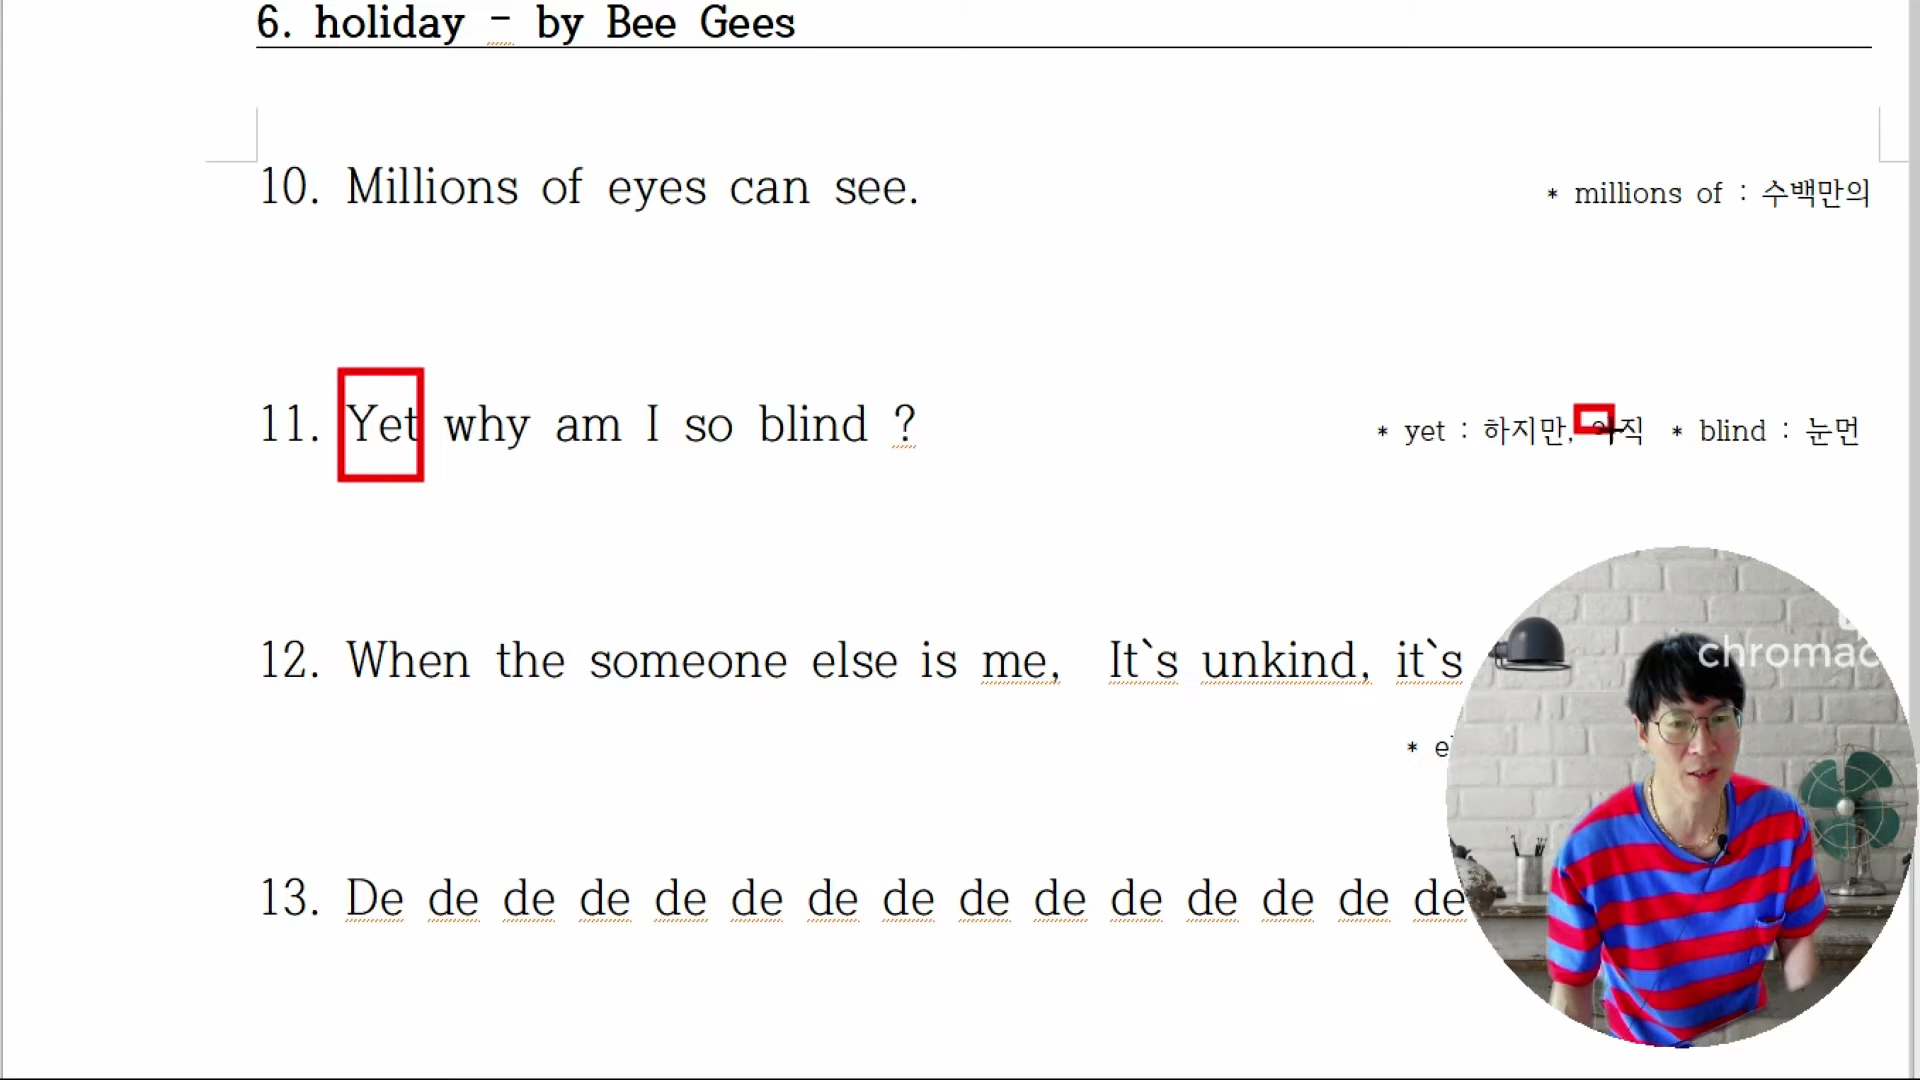 6. holiday - by Bee Gees
10. Millions of eyes can see. * millions of : 수백만의
11. Yet why am I so blind ? * yet : 하지만, 아직 * blind : 눈먼
12. When the someone else is me, It`s unkind, it`s
*
13. De de de de de de de de de de de de de de de